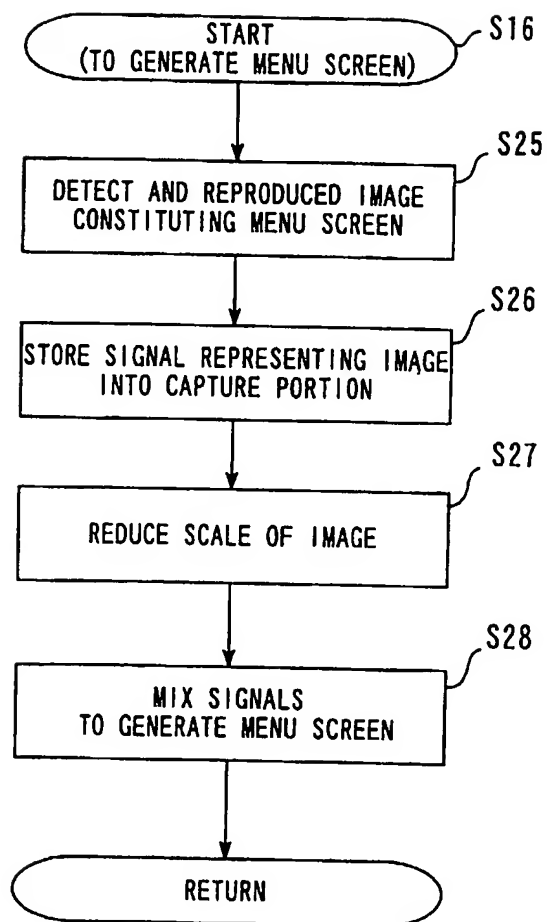 START
(TO GENERATE MENU SCREEN)
S16
S25
DETECT AND REPRODUCED IMAGE
CONSTITUTING MENU SCREEN
S26
STORE SIGNAL REPRESENTING IMAGE
INTO CAPTURE PORTION
S27
REDUCE SCALE OF IMAGE
S28
MIX SIGNALS
TO GENERATE MENU SCREEN
RETURN